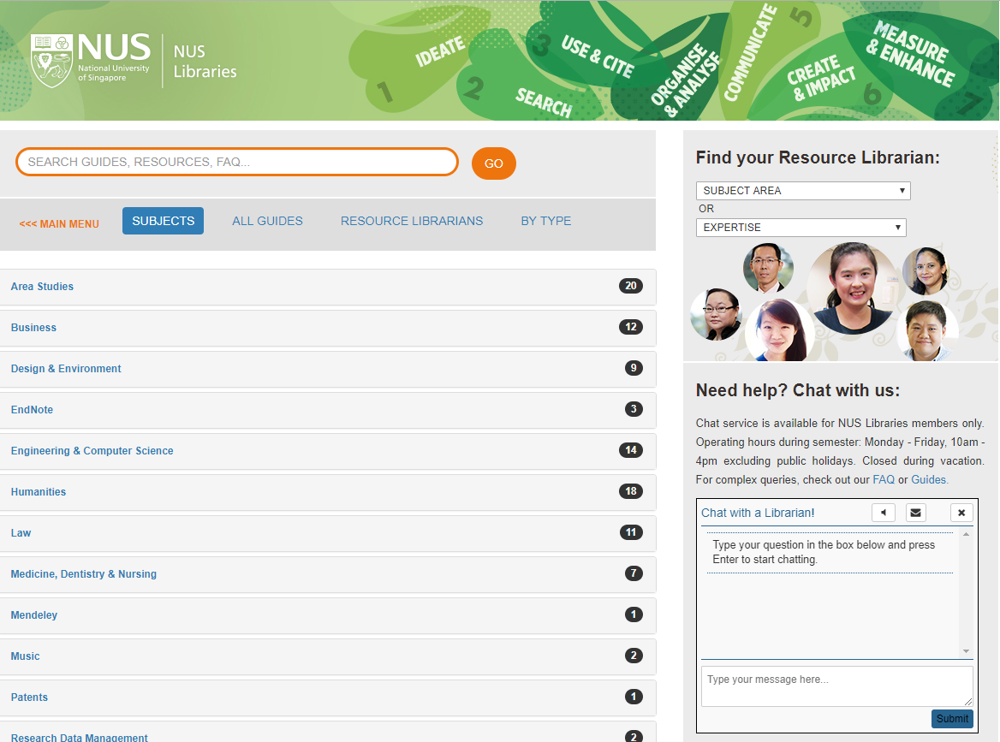 NUS
National University
of Singapore
NUS
Libraries
1
IDEATE
2
SEARCH
3
USE & CITE
ORGANISE
& ANALYSE
COMMUNICATE
5
CREATE
& IMPACT
6
MEASURE
& ENHANCE
7
SEARCH GUIDES, RESOURCES, FAQ...
GO
<<< MAIN MENU
SUBJECTS
ALL GUIDES
RESOURCE LIBRARIANS
BY TYPE
Area Studies 20
Business 12
Design & Environment 9
EndNote 3
Engineering & Computer Science 14
Humanities 18
Law 11
Medicine, Dentistry & Nursing 7
Mendeley 1
Music 2
Patents 1
Research Data Management 2
Find your Resource Librarian:
SUBJECT AREA
OR
EXPERTISE
Need help? Chat with us:
Chat service is available for NUS Libraries members only.
Operating hours during semester: Monday - Friday, 10am -
4pm excluding public holidays. Closed during vacation.
For complex queries, check out our FAQ or Guides.
Chat with a Librarian!
Type your question in the box below and press
Enter to start chatting.
Type your message here...
Submit